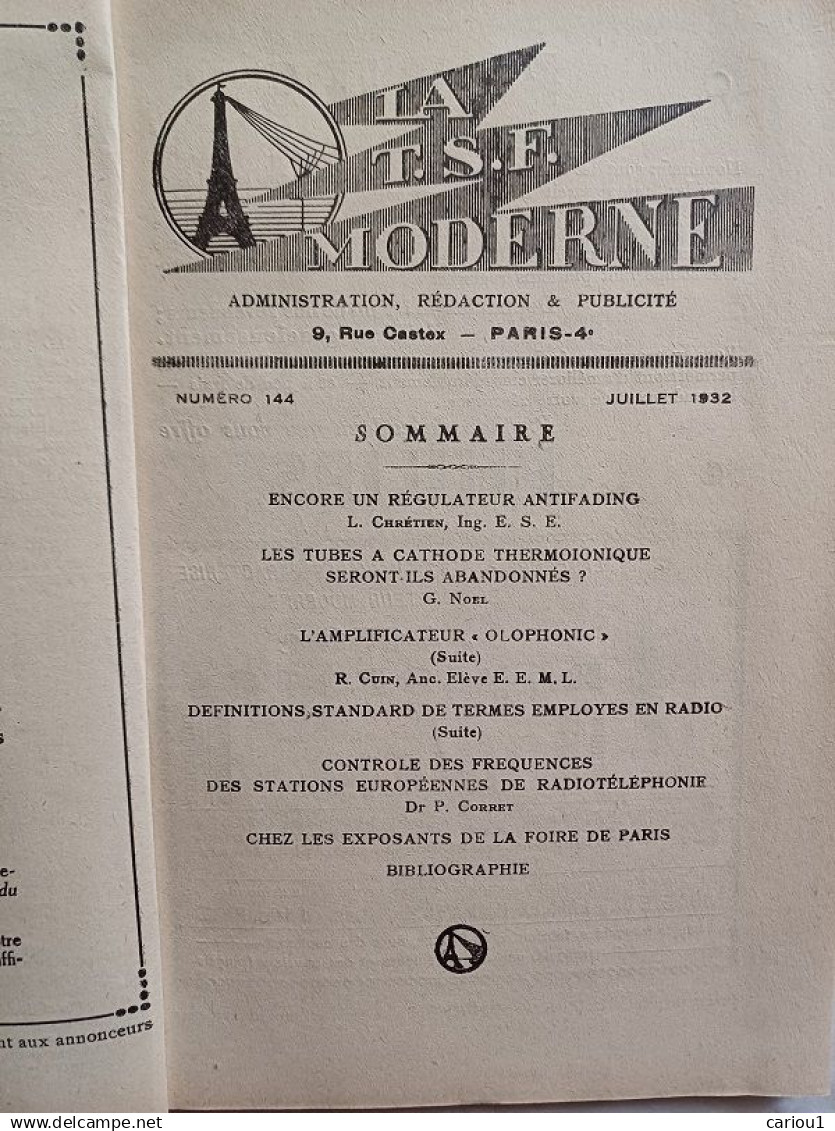 LA
T.S.F.
MODERNE
ADMINISTRATION, RÉDACTION & PUBLICITÉ
9, Rue Castex — PARIS-4e
NUMÉRO 144 JUILLET 1932
SOMMAIRE
ENCORE UN RÉGULATEUR ANTIFADING
L. CHRÉTIEN, Ing. E. S. E.
LES TUBES A CATHODE THERMOIONIQUE
SERONT-ILS ABANDONNÉS ?
G. NOEL
L'AMPLIFICATEUR « OLOPHONIC »
(Suite)
R. CUIN, Anc. Elève E. E. M. L.
DEFINITIONS, STANDARD DE TERMES EMPLOYES EN RADIO
(Suite)
CONTROLE DES FREQUENCES
DES STATIONS EUROPÉENNES DE RADIOTÉLÉPHONIE
Dr P. CORRET
CHEZ LES EXPOSANTS DE LA FOIRE DE PARIS
BIBLIOGRAPHIE
s
e-
du
tre
ffi-
nt aux annonceurs
delcampe.net
cariou1